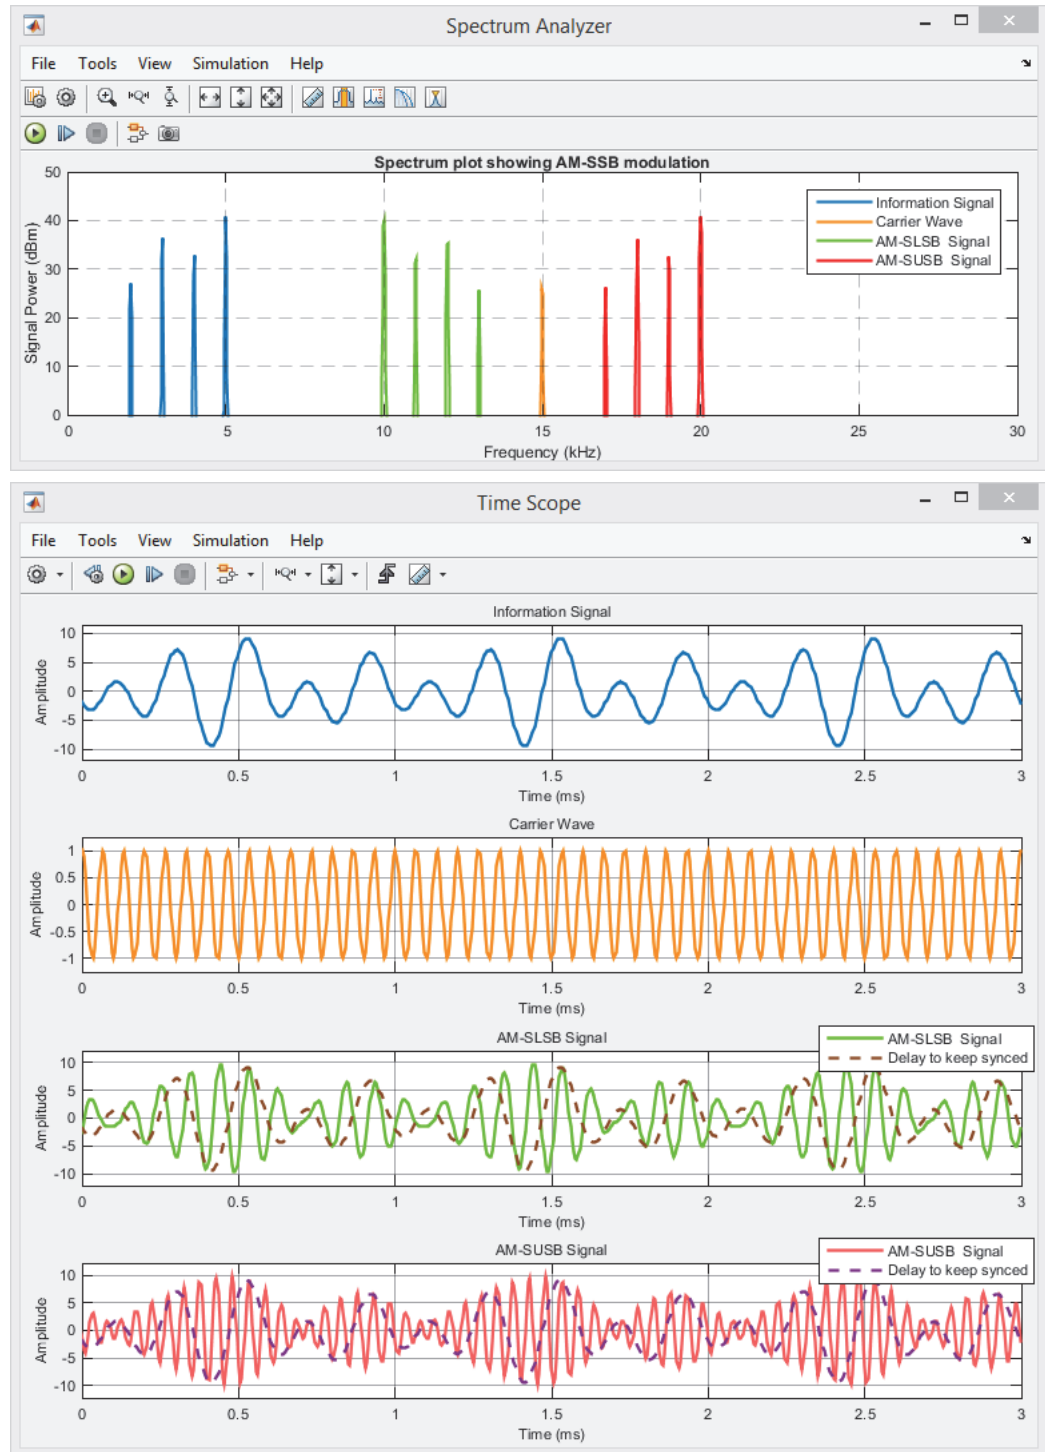 Spectrum Analyzer
File Tools View Simulation Help
Spectrum plot showing AM-SSB modulation
50
40
30
20
10
0
Signal Power (dBm)
Information Signal
Carrier Wave
AM-SLSB Signal
AM-SUSB Signal
0 5 10 15 20 25 30
Frequency (kHz)
Time Scope
File Tools View Simulation Help
Information Signal
10
5
0
-5
-10
Amplitude
0 0.5 1 1.5 2 2.5 3
Time (ms)
Carrier Wave
1
0.5
0
-0.5
-1
Amplitude
0 0.5 1 1.5 2 2.5 3
Time (ms)
AM-SLSB Signal
AM-SLSB Signal
Delay to keep synced
10
5
0
-5
-10
Amplitude
0 0.5 1 1.5 2 2.5 3
Time (ms)
AM-SUSB Signal
AM-SUSB Signal
Delay to keep synced
10
5
0
-5
-10
Amplitude
0 0.5 1 1.5 2 2.5 3
Time (ms)